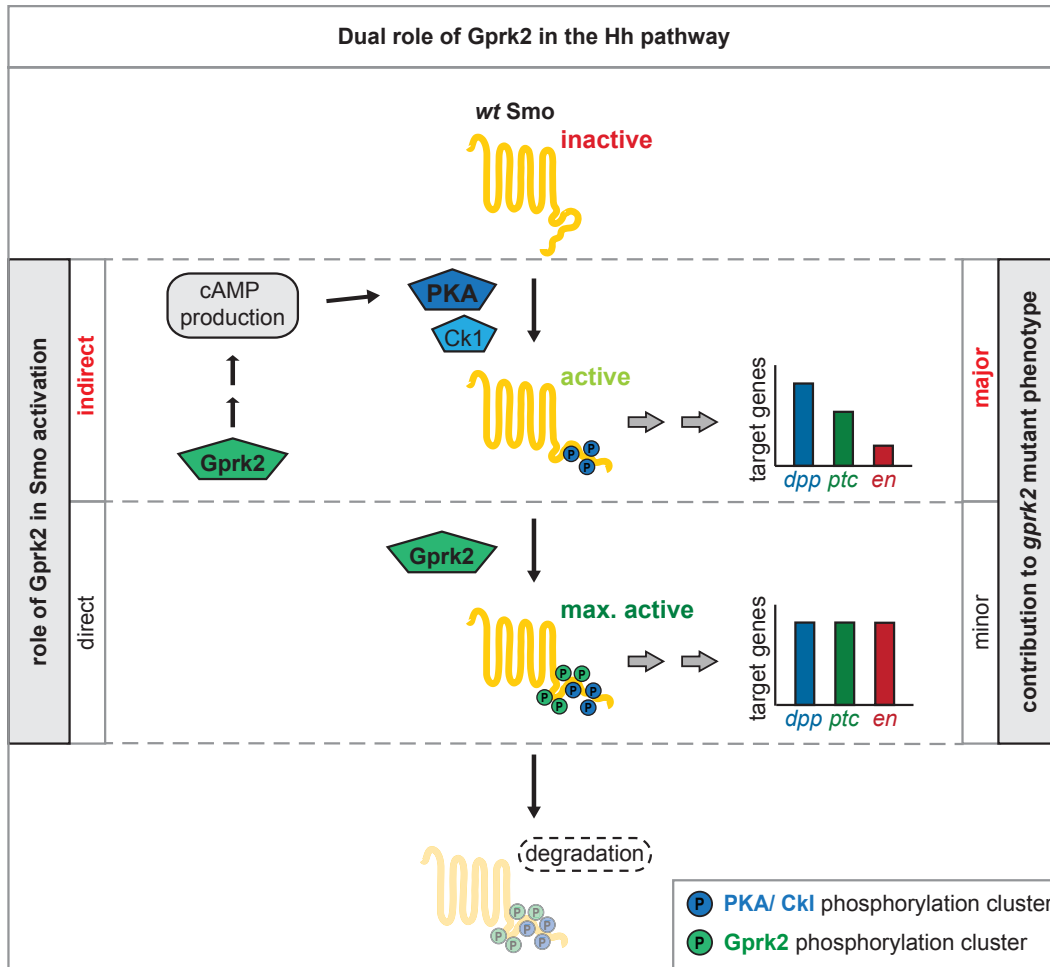 Dual role of Gprk2 in the Hh pathway
wt Smo
inactive
role of Gprk2 in Smo activation
indirect
cAMP
production
PKA
Ck1
Gprk2
active
P
P
P
target genes
dpp ptc en
major
contribution to gprk2 mutant phenotype
direct
Gprk2
max. active
P
P
P
P
P
P
P
target genes
dpp ptc en
minor
degradation
P
P
P
P
P
P
P
P PKA/ CkI phosphorylation cluster
P Gprk2 phosphorylation cluster